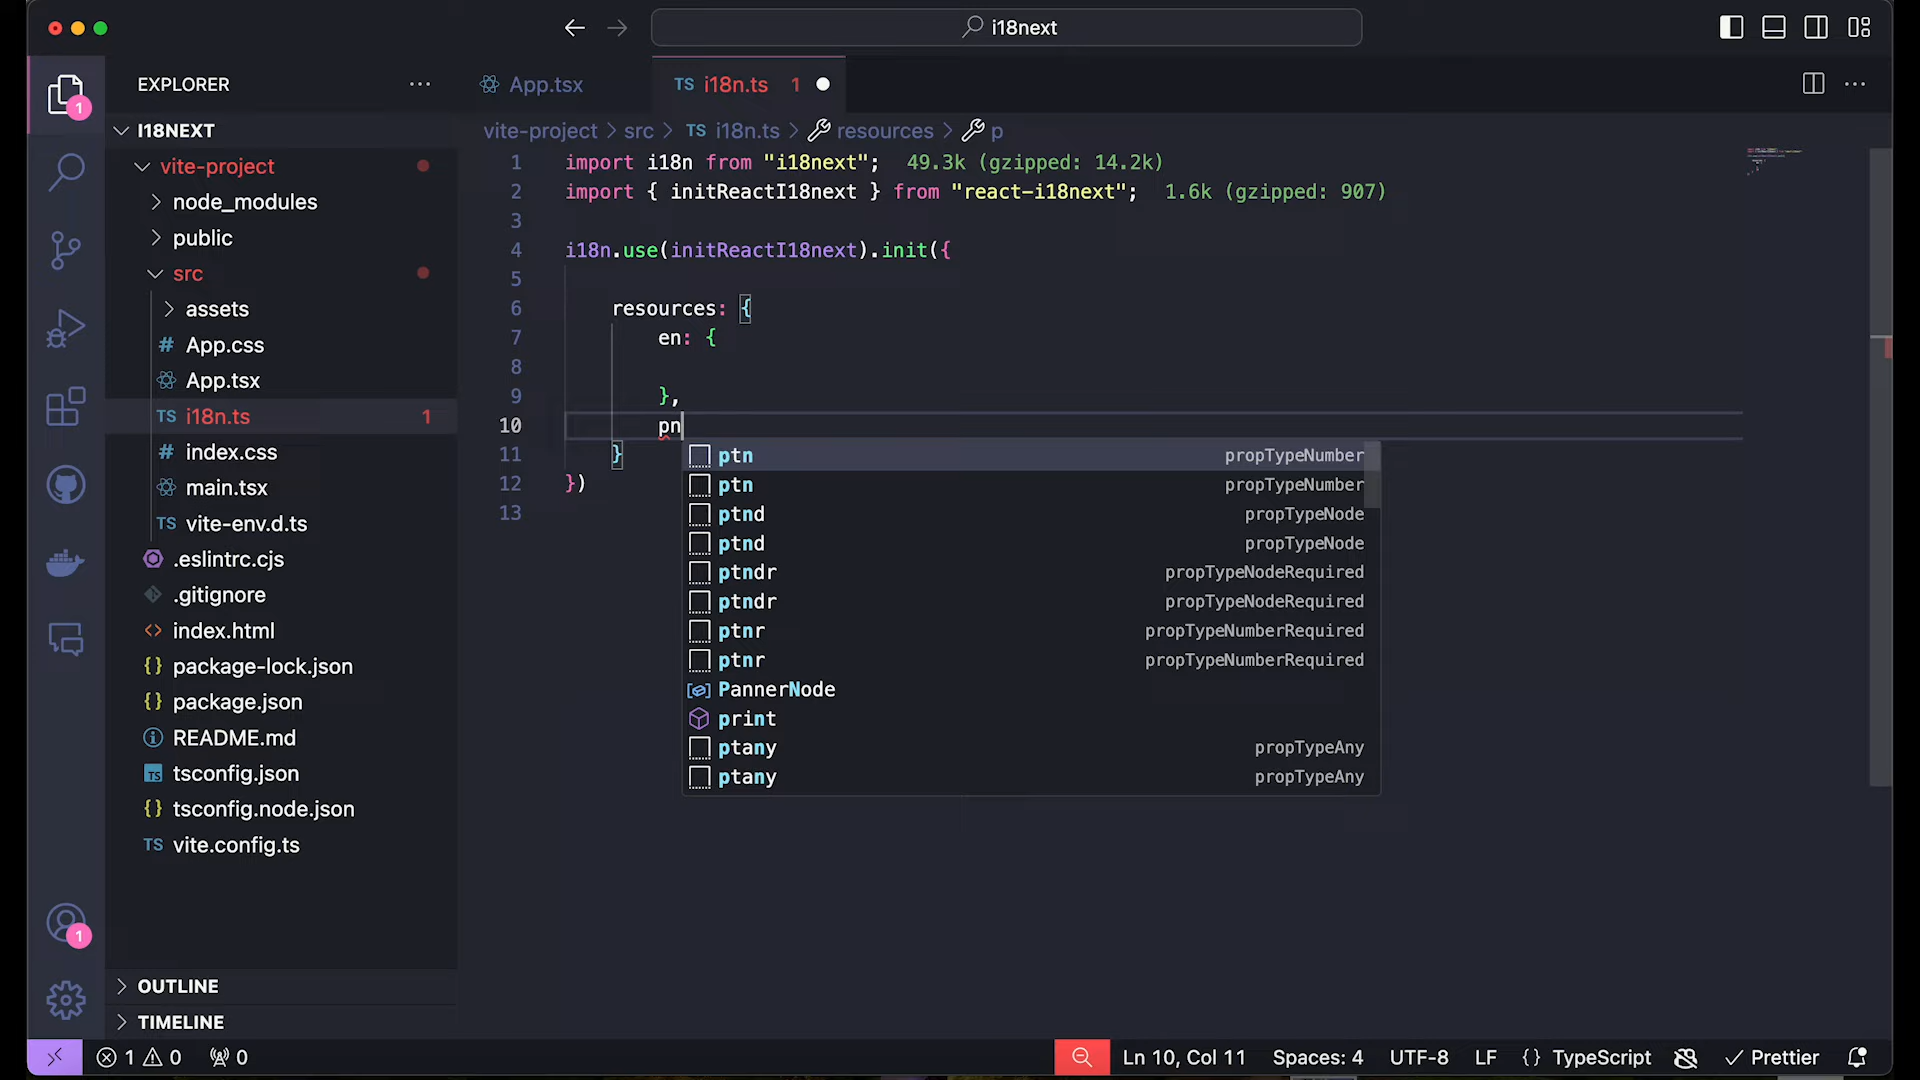 i18next
EXPLORER
App.tsx
TS i18n.ts 1
I18NEXT
vite-project > src > TS i18n.ts > resources > p
vite-project
node_modules
public
src
assets
# App.css
App.tsx
TS i18n.ts 1
# index.css
main.tsx
TS vite-env.d.ts
.eslintrc.cjs
.gitignore
<> index.html
{} package-lock.json
{} package.json
README.md
TS tsconfig.json
{} tsconfig.node.json
TS vite.config.ts
OUTLINE
TIMELINE
1
1
1 import i18n from "i18next"; 49.3k (gzipped: 14.2k)
2 import { initReactI18next } from "react-i18next"; 1.6k (gzipped: 907)
3
4 i18n.use(initReactI18next).init({
5
6 resources: {
7 en: {
8
9 },
10 pn
11 }
12 })
13
ptn propTypeNumber
ptn propTypeNumber
ptnd propTypeNode
ptnd propTypeNode
ptndr propTypeNodeRequired
ptndr propTypeNodeRequired
ptnr propTypeNumberRequired
ptnr propTypeNumberRequired
PannerNode
print
ptany propTypeAny
ptany propTypeAny
1 0 0
Ln 10, Col 11 Spaces: 4 UTF-8 LF {} TypeScript Prettier